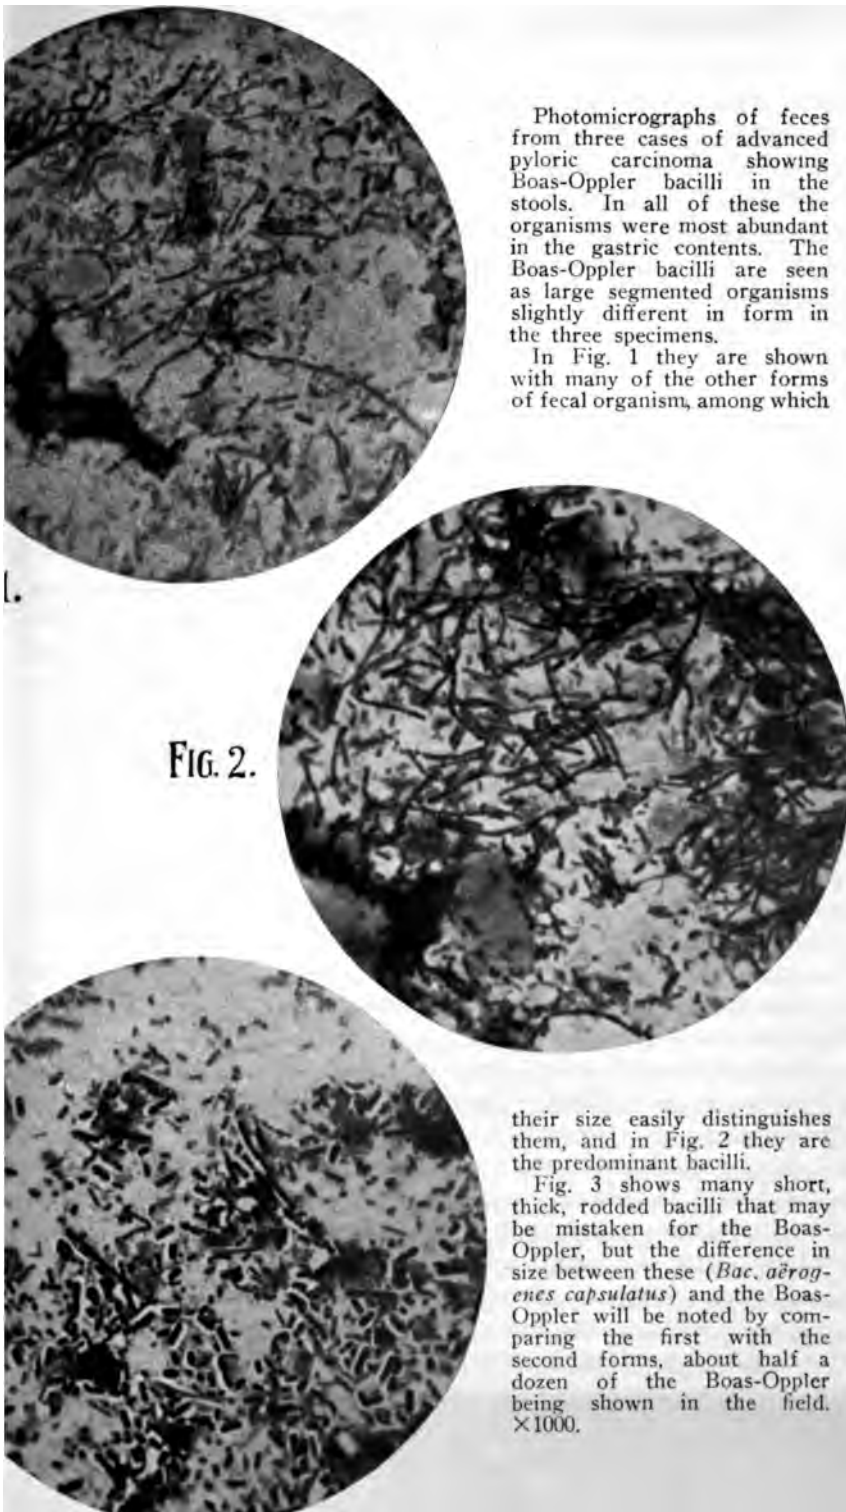 Photomicrographs of feces
from three cases of advanced
pyloric carcinoma showing
Boas-Oppler bacilli in the
stools. In all of these the
organisms were most abundant
in the gastric contents. The
Boas-Oppler bacilli are seen
as large segmented organisms
slightly different in form in
the three specimens.
In Fig. 1 they are shown
with many of the other forms
of fecal organism, among which
1.
FIG. 2.
their size easily distinguishes
them, and in Fig. 2 they are
the predominant bacilli.
Fig. 3 shows many short,
thick, rodded bacilli that may
be mistaken for the Boas-
Oppler, but the difference in
size between these (Bac. aërog-
enes capsulatus) and the Boas-
Oppler will be noted by com-
paring the first with the
second forms, about half a
dozen of the Boas-Oppler
being shown in the field.
×1000.